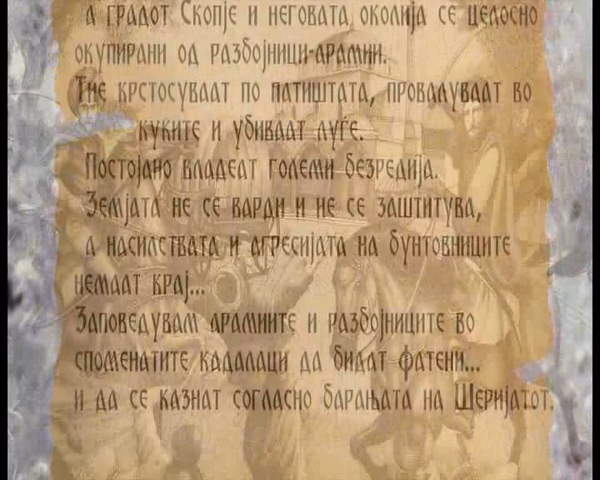 а градот Скопје и неговата околија се целосно
окупирани од разбојници-арамии.
Тие крстосуваат по патиштата, провалуваат во
куќите и убиваат луѓе.
Постојано владеат големи безредија.
Земјата не се варди и не се заштитува,
а насилствата и агресијата на бунтовниците
немаат крај...
Заповедувам арамиите и разбојниците во
споменатите кадалаци да бидат фатени...
и да се казнат согласно барањата на Шеријатот.